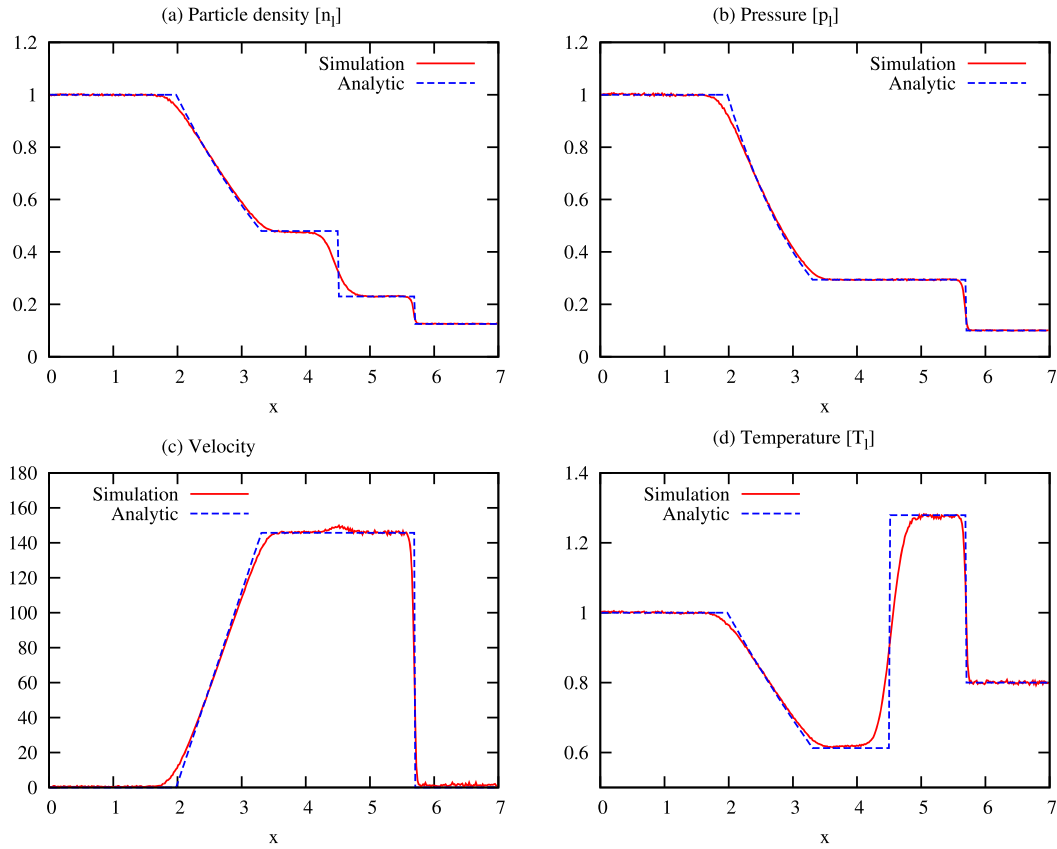 (a) Particle density [n_l]
1.2
1
0.8
0.6
0.4
0.2
0
Simulation
Analytic
0 1 2 3 4 5 6 7
x
(b) Pressure [p_l]
1.2
1
0.8
0.6
0.4
0.2
0
Simulation
Analytic
0 1 2 3 4 5 6 7
x
(c) Velocity
180
160
140
120
100
80
60
40
20
0
Simulation
Analytic
0 1 2 3 4 5 6 7
x
(d) Temperature [T_l]
1.4
1.2
1.0
0.8
0.6
Simulation
Analytic
0 1 2 3 4 5 6 7
x